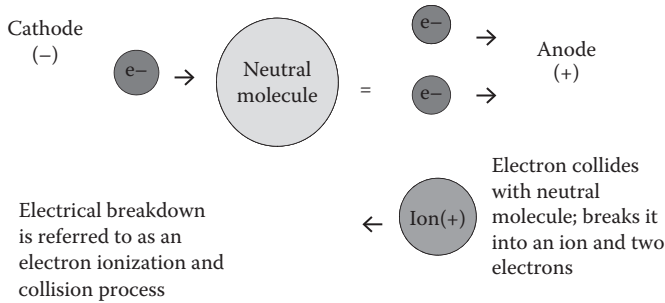 Cathode
(–)
e–
Neutral
molecule
=
e–
e–
Anode
(+)
Ion(+)
Electron collides
with neutral
molecule; breaks it
into an ion and two
electrons
Electrical breakdown
is referred to as an
electron ionization and
collision process